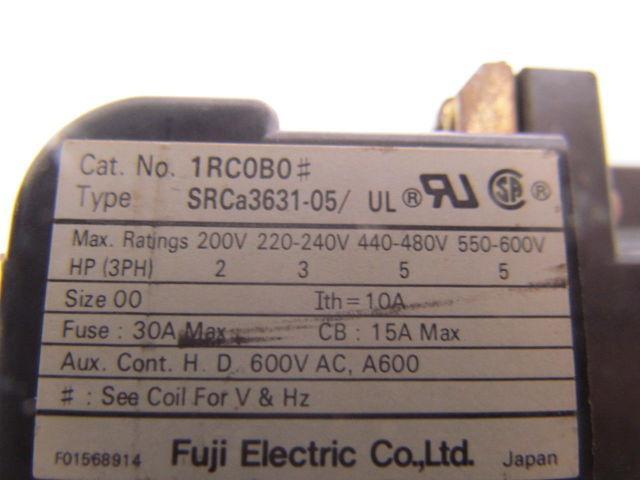 Cat. No. 1RC0B0#
Type SRCa3631-05/ UL® RU SA ®
Max. Ratings 200V 220-240V 440-480V 550-600V
HP (3PH) 2 3 5 5
Size 00 Ith = 10A
Fuse : 30A Max CB : 15A Max
Aux. Cont. H. D. 600V AC, A600
# : See Coil For V & Hz
F01568914 Fuji Electric Co.,Ltd. Japan